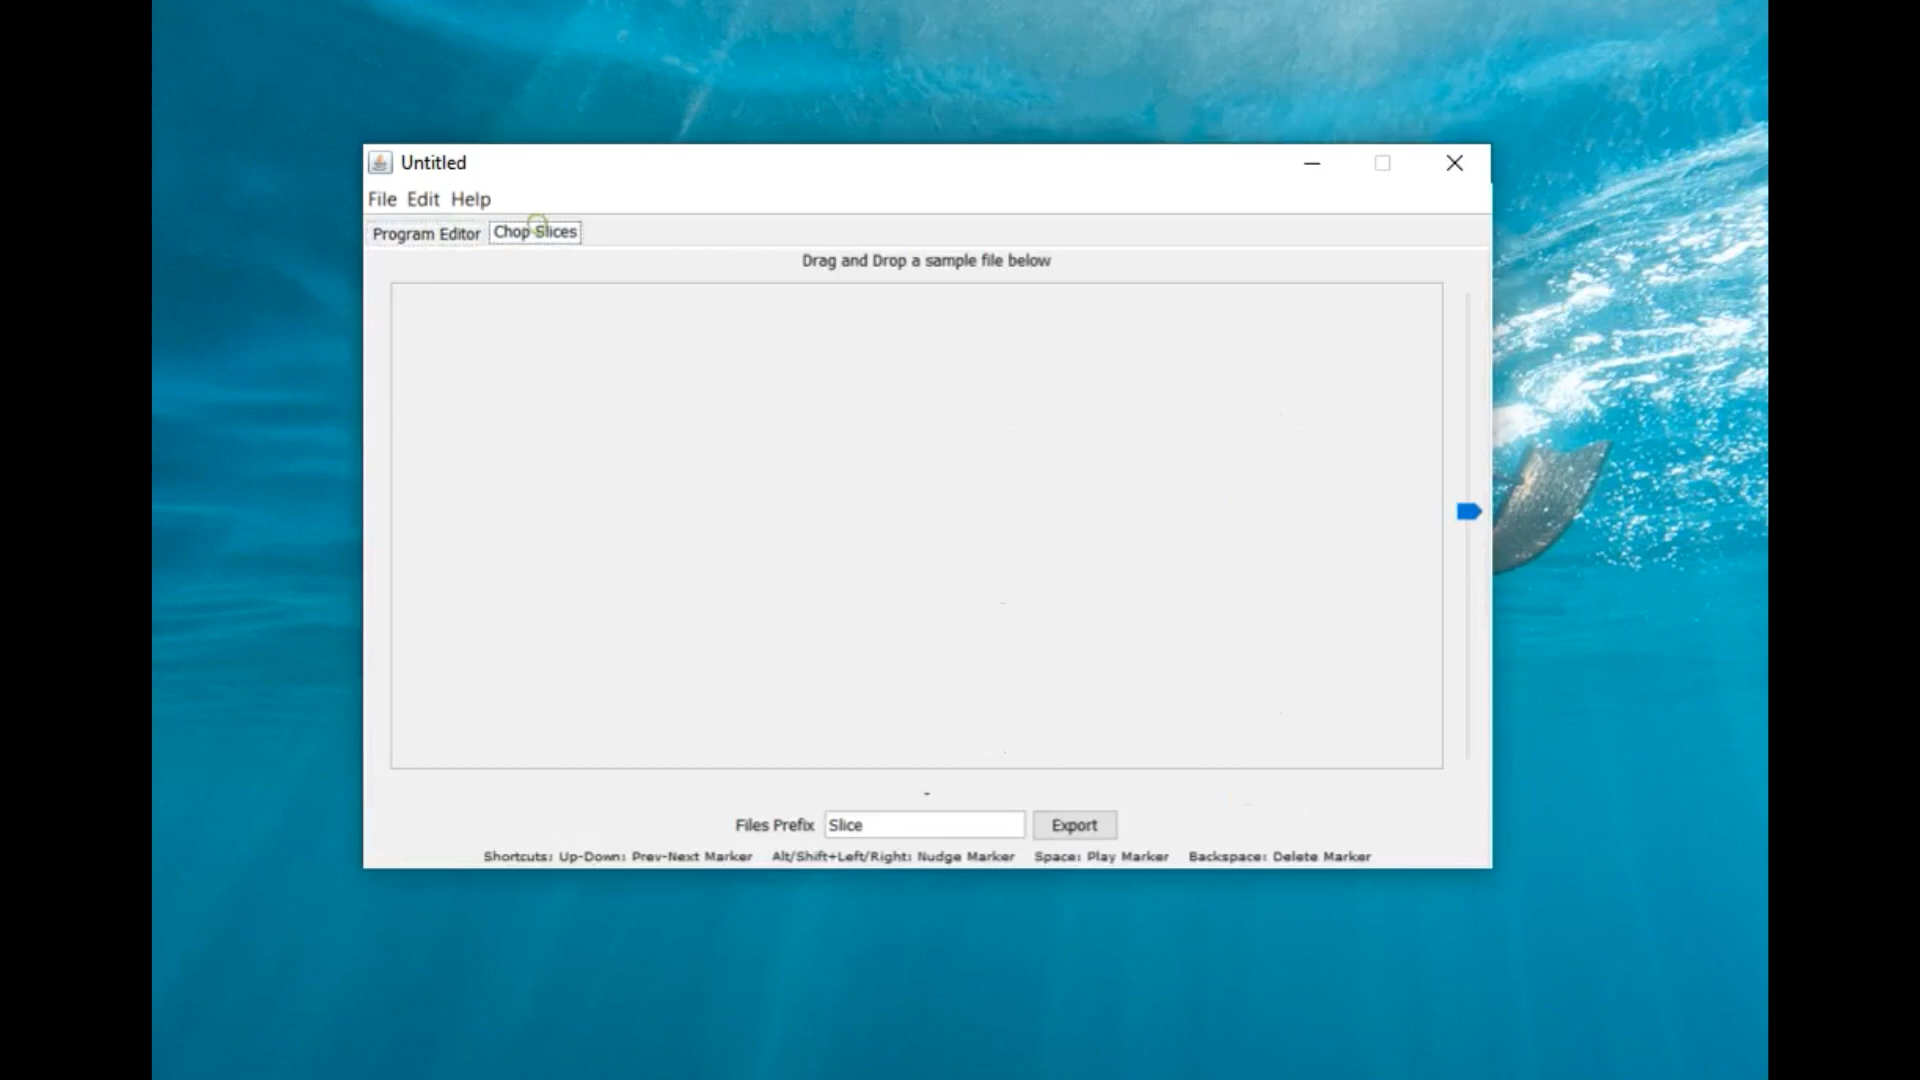 Untitled
File Edit Help
Program Editor Chop Slices
Drag and Drop a sample file below
-
Files Prefix Slice Export
Shortcuts: Up-Down: Prev-Next Marker Alt/Shift+Left/Right: Nudge Marker Space: Play Marker Backspace: Delete Marker